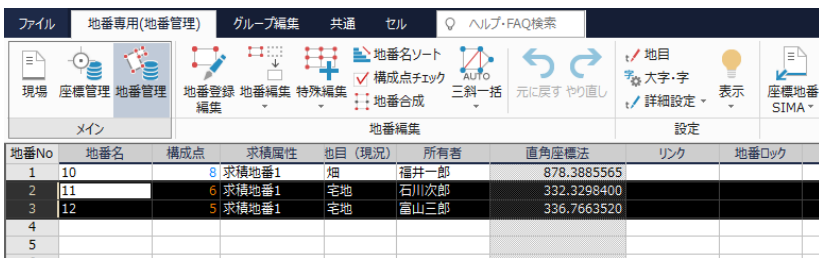 ファイル 地番専用(地番管理) グループ編集 共通 セル ヘルプ・FAQ検索
現場 座標管理 地番管理 地番登録編集 地番編集 特殊編集 地番名ソート 構成点チェック 地番合成 AUTO 三斜一括 元に戻す やり直し 地目 大字・字 詳細設定 表示 座標地番 SIMA
メイン 地番編集 設定
地番No 地番名 構成点 求積属性 地目（現況） 所有者 直角座標法 リンク 地番ロック
1 10 8 求積地番1 畑 福井一郎 878.3885565
2 11 6 求積地番1 宅地 石川次郎 332.3298400
3 12 5 求積地番1 宅地 富山三郎 336.7663520
4
5